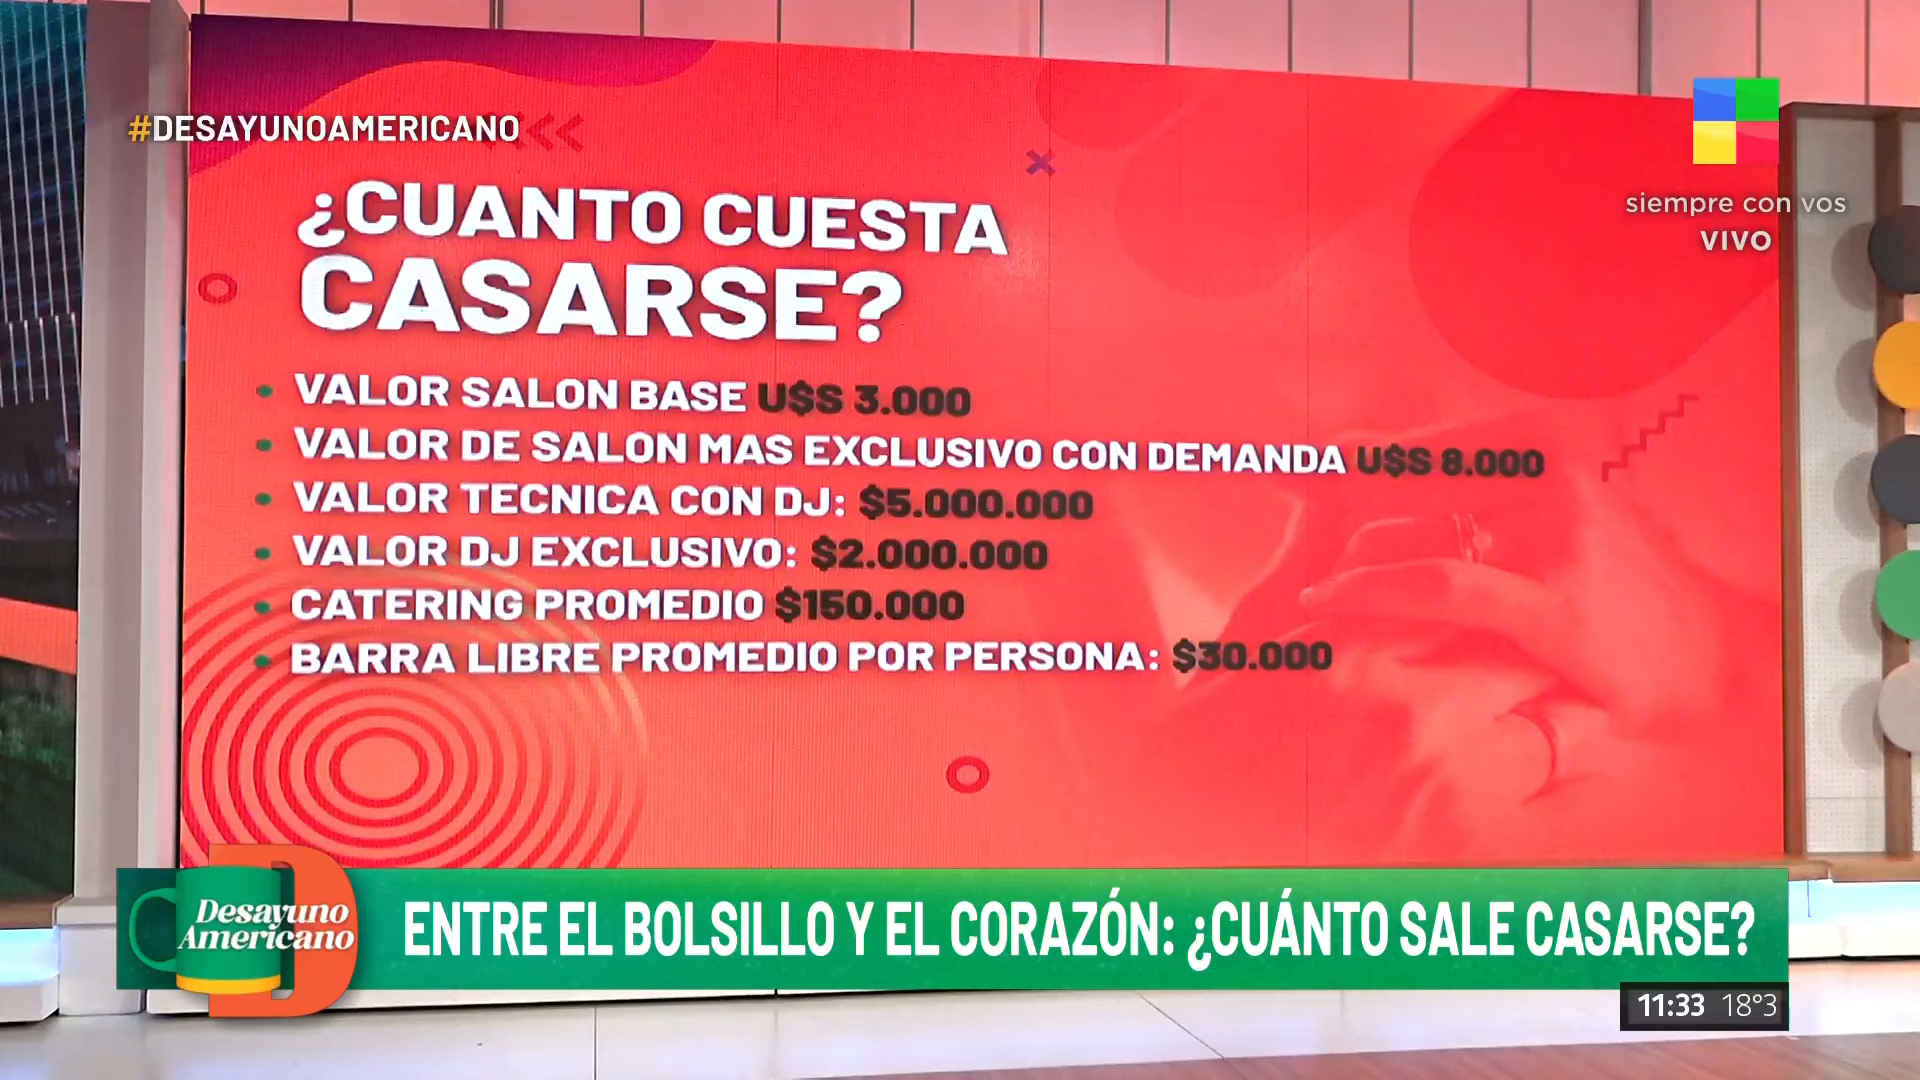 #DESAYUNOAMERICANO
siempre con vos
VIVO
¿CUANTO CUESTA
CASARSE?
VALOR SALON BASE U$S 3.000
VALOR DE SALON MAS EXCLUSIVO CON DEMANDA U$S 8.000
VALOR TECNICA CON DJ: $5.000.000
VALOR DJ EXCLUSIVO: $2.000.000
CATERING PROMEDIO $150.000
BARRA LIBRE PROMEDIO POR PERSONA: $30.000
Desayuno
Americano
ENTRE EL BOLSILLO Y EL CORAZÓN: ¿CUÁNTO SALE CASARSE?
11:33 18°3